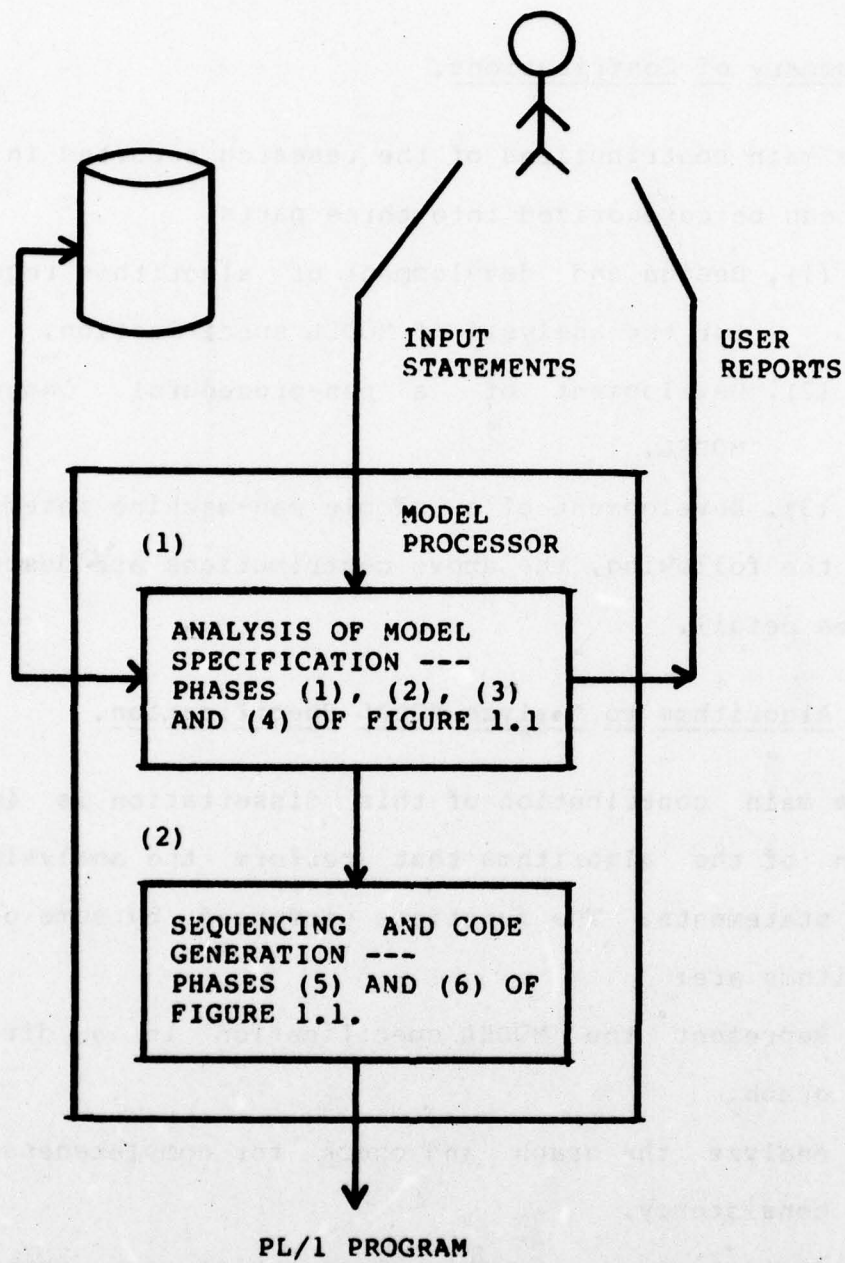 INPUT
STATEMENTS
USER
REPORTS
MODEL
PROCESSOR
(1)
ANALYSIS OF MODEL
SPECIFICATION ---
PHASES (1), (2), (3)
AND (4) OF FIGURE 1.1
(2)
SEQUENCING AND CODE
GENERATION ---
PHASES (5) AND (6) OF
FIGURE 1.1.
PL/1 PROGRAM